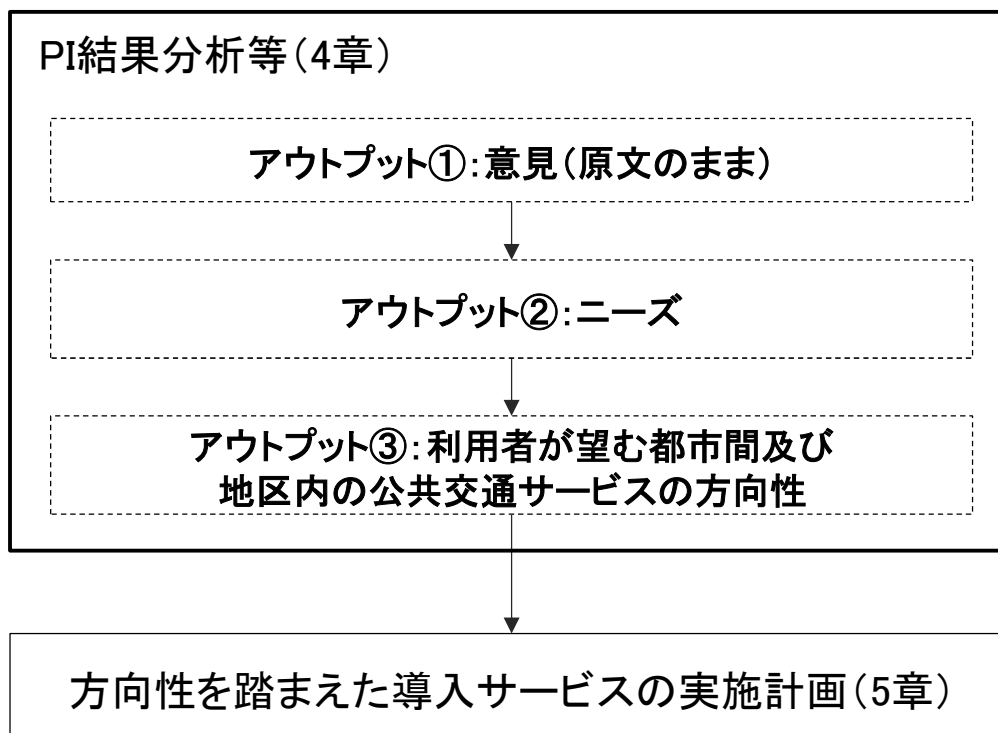 PI結果分析等（4章）
アウトプット①：意見（原文のまま）
アウトプット②：ニーズ
アウトプット③：利用者が望む都市間及び
地区内の公共交通サービスの方向性
方向性を踏まえた導入サービスの実施計画（5章）